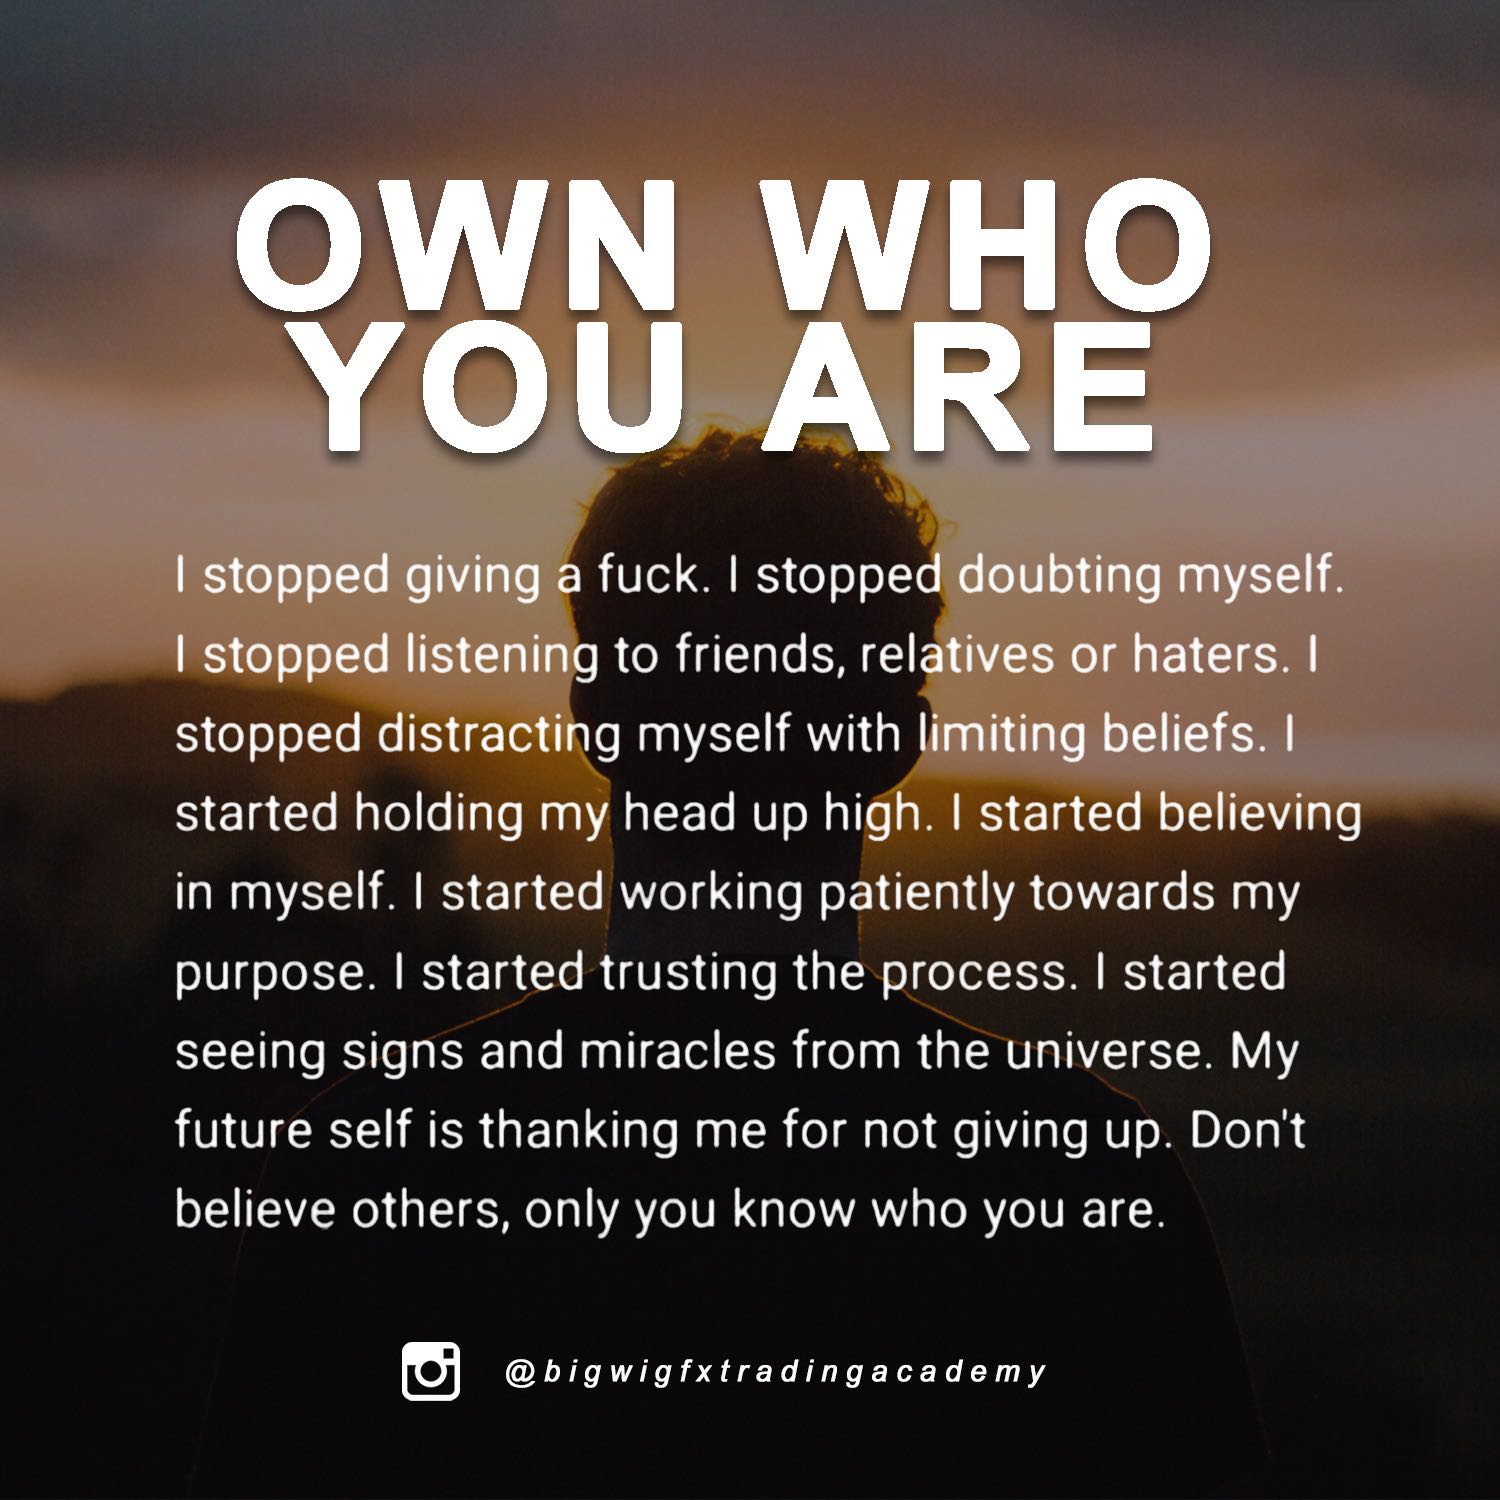 OWN WHO
YOU ARE
I stopped giving a fuck. I stopped doubting myself.
I stopped listening to friends, relatives or haters. I
stopped distracting myself with limiting beliefs. I
started holding my head up high. I started believing
in myself. I started working patiently towards my
purpose. I started trusting the process. I started
seeing signs and miracles from the universe. My
future self is thanking me for not giving up. Don't
believe others, only you know who you are.
@bigwigfxtradingacademy